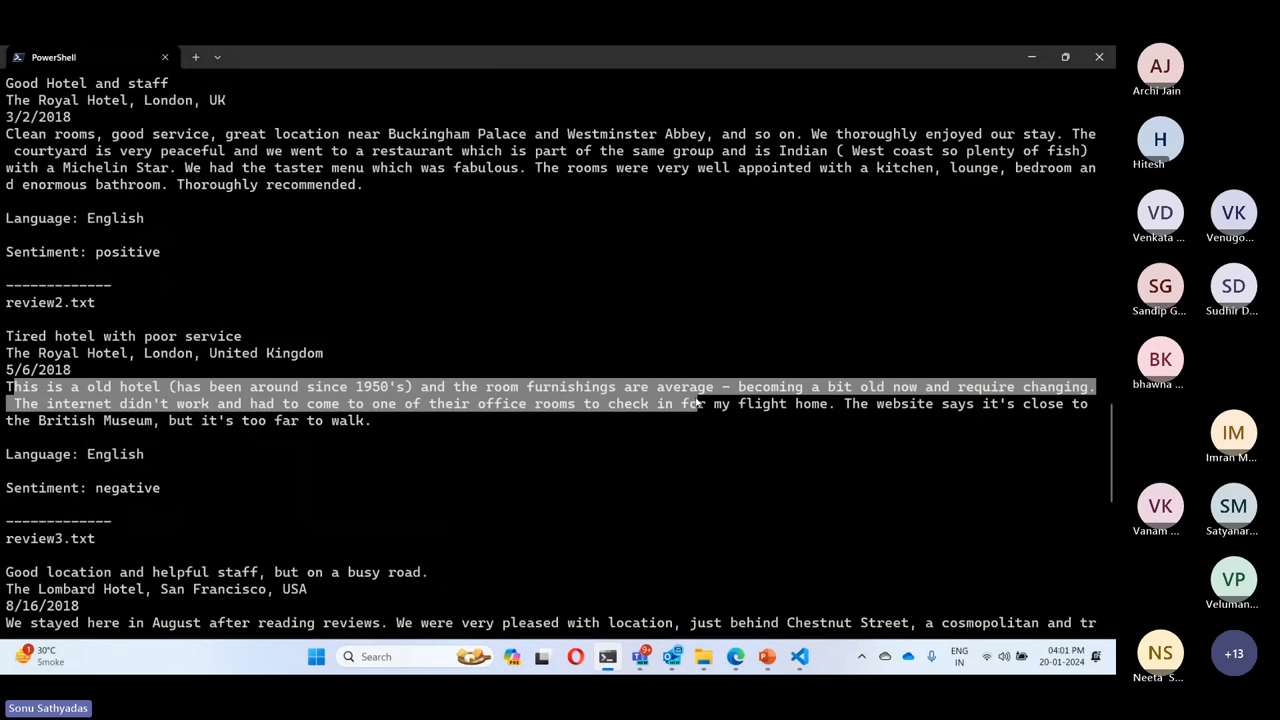 PowerShell
Good Hotel and staff
The Royal Hotel, London, UK
3/2/2018
Clean rooms, good service, great location near Buckingham Palace and Westminster Abbey, and so on. We thoroughly enjoyed our stay. The
courtyard is very peaceful and we went to a restaurant which is part of the same group and is Indian ( West coast so plenty of fish)
with a Michelin Star. We had the taster menu which was fabulous. The rooms were very well appointed with a kitchen, lounge, bedroom an
d enormous bathroom. Thoroughly recommended.
Language: English
Sentiment: positive
-------------
review2.txt
Tired hotel with poor service
The Royal Hotel, London, United Kingdom
5/6/2018
This is a old hotel (has been around since 1950's) and the room furnishings are average - becoming a bit old now and require changing.
The internet didn't work and had to come to one of their office rooms to check in for my flight home. The website says it's close to
the British Museum, but it's too far to walk.
Language: English
Sentiment: negative
-------------
review3.txt
Good location and helpful staff, but on a busy road.
The Lombard Hotel, San Francisco, USA
8/16/2018
We stayed here in August after reading reviews. We were very pleased with location, just behind Chestnut Street, a cosmopolitan and tr
1
30°C
Smoke
Search
9+
ENG
IN
04:01 PM
20-01-2024
Sonu Sathyadas
AJ
Archi Jain
H
Hitesh
VD
Venkata ...
VK
Venugo...
SG
Sandip G...
SD
Sudhir D...
BK
bhawna ...
IM
Imran M...
VK
Vanam ...
SM
Satyanar...
VP
Veluman...
NS
Neeta S...
+13